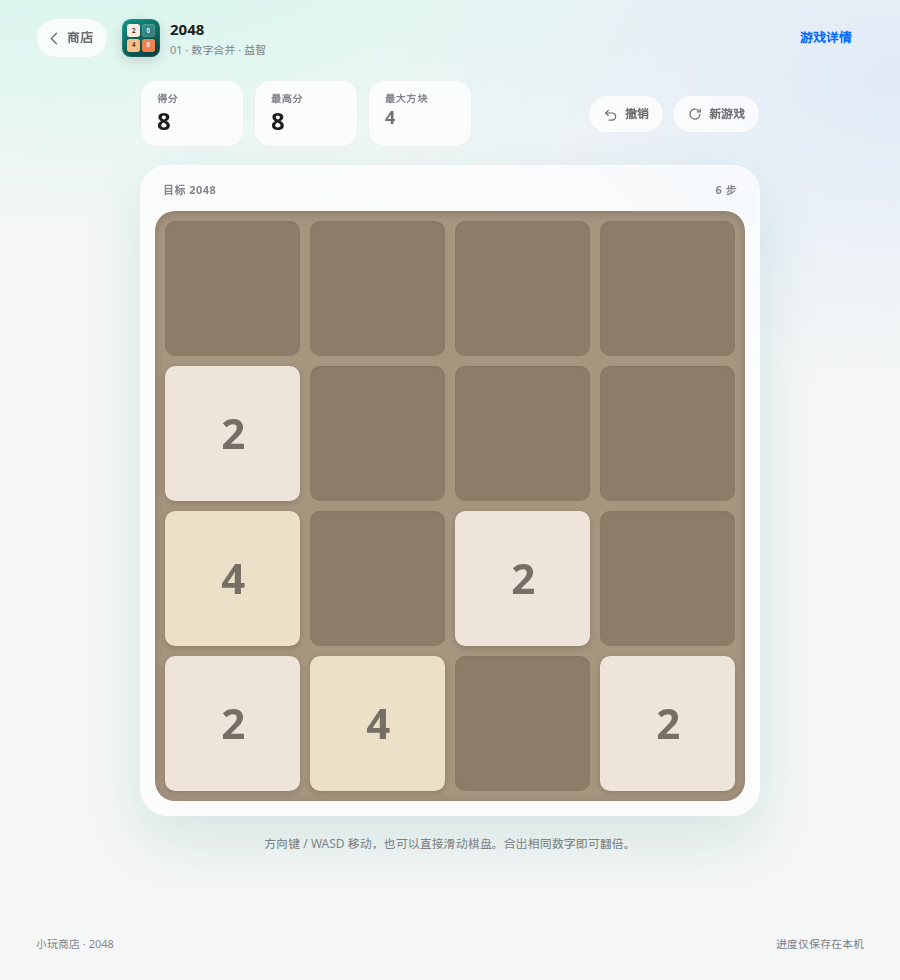 商店
2 0
4 8
2048
01 · 数字合并 · 益智
游戏详情
得分
8
最高分
8
最大方块
4
撤销
新游戏
目标 2048
6 步
2
4 2
2 4 2
方向键 / WASD 移动，也可以直接滑动棋盘。合出相同数字即可翻倍。
小玩商店 · 2048
进度仅保存在本机